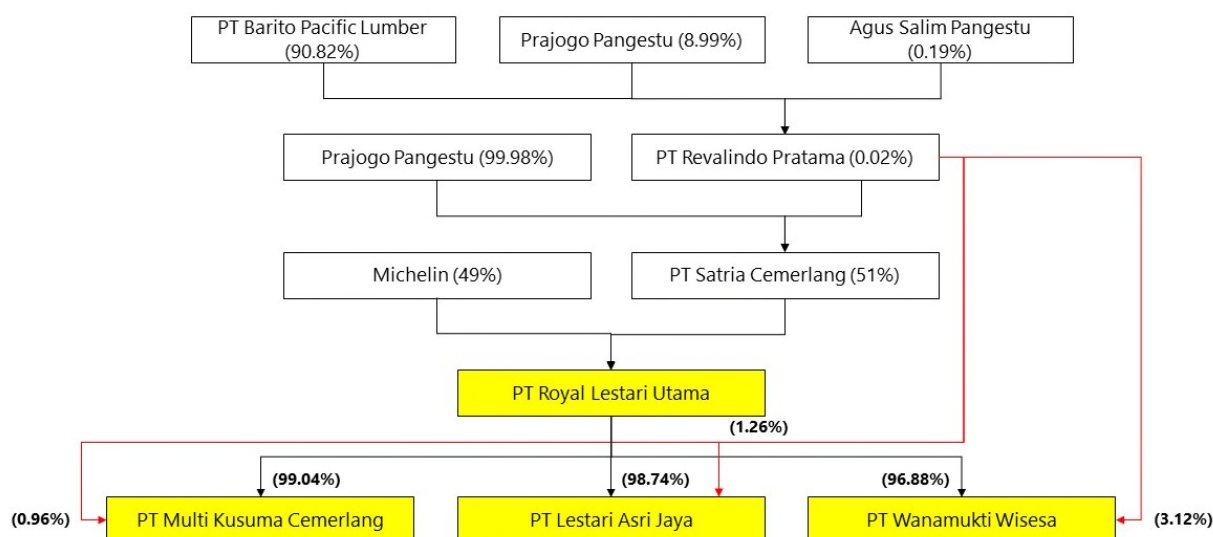 PT Barito Pacific Lumber
(90.82%)
Prajogo Pangestu (8.99%)
Agus Salim Pangestu
(0.19%)
Prajogo Pangestu (99.98%)
PT Revalindo Pratama (0.02%)
Michelin (49%)
PT Satria Cemerlang (51%)
PT Royal Lestari Utama
(1.26%)
(99.04%)
(98.74%)
(96.88%)
(0.96%)
PT Multi Kusuma Cemerlang
PT Lestari Asri Jaya
PT Wanamukti Wisesa
(3.12%)